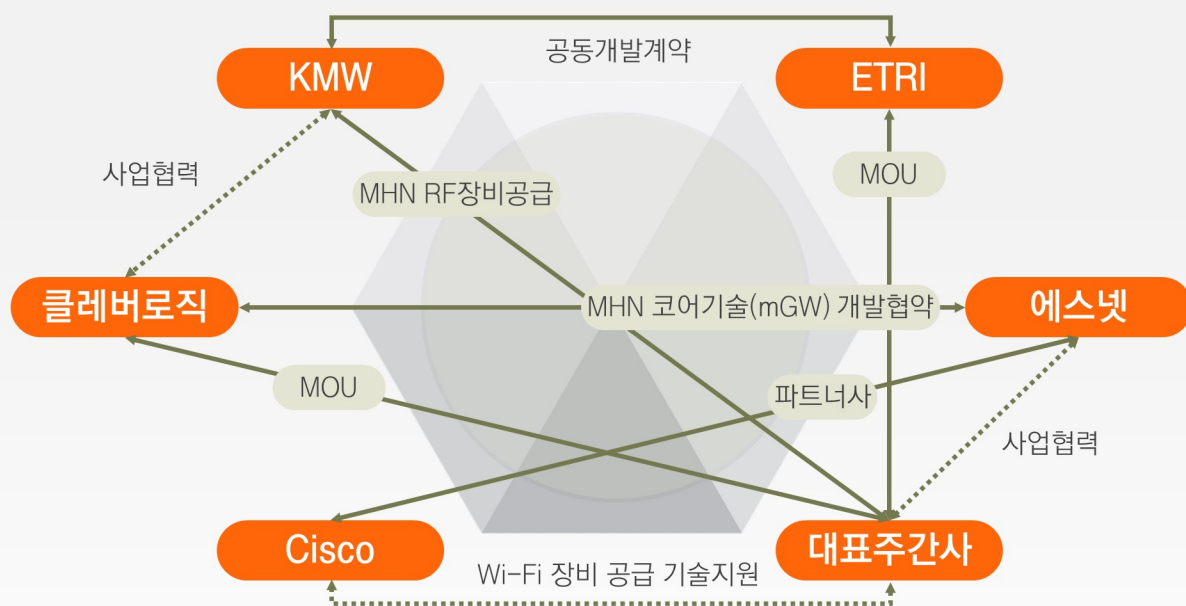 공동개발계약
KMW
ETRI
사업협력
MHN RF장비공급
MOU
클레버로직
MHN 코어기술(mGW) 개발협약
에스넷
MOU
파트너사
사업협력
Cisco
대표주간사
Wi-Fi 장비 공급 기술지원